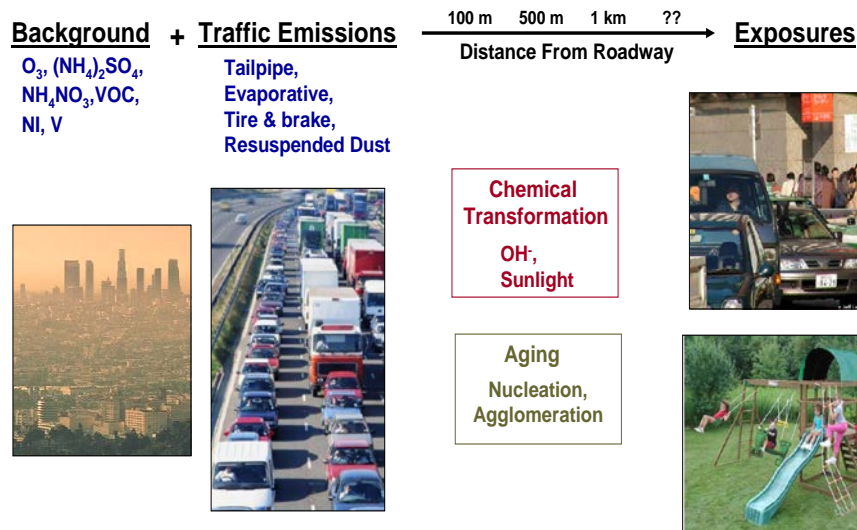 Background + Traffic Emissions
100 m 500 m 1 km ??
Distance From Roadway
Exposures
O₃, (NH₄)₂SO₄,
NH₄NO₃,VOC,
NI, V
Tailpipe,
Evaporative,
Tire & brake,
Resuspended Dust
Chemical
Transformation
OH⁻,
Sunlight
Aging
Nucleation,
Agglomeration